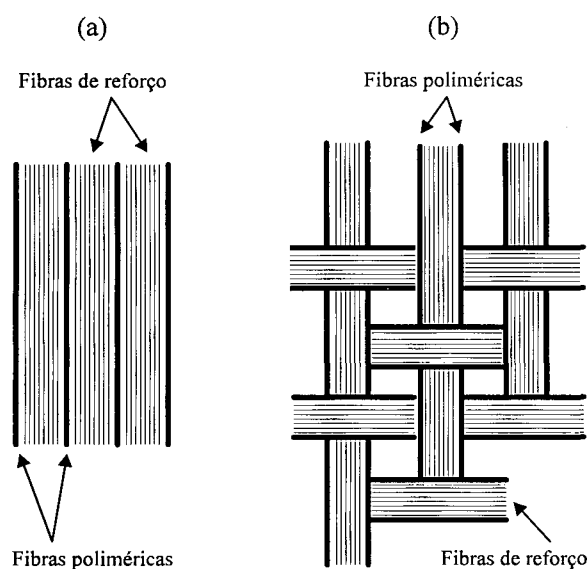 (a)
(b)
Fibras de reforço
Fibras poliméricas
Fibras poliméricas
Fibras de reforço